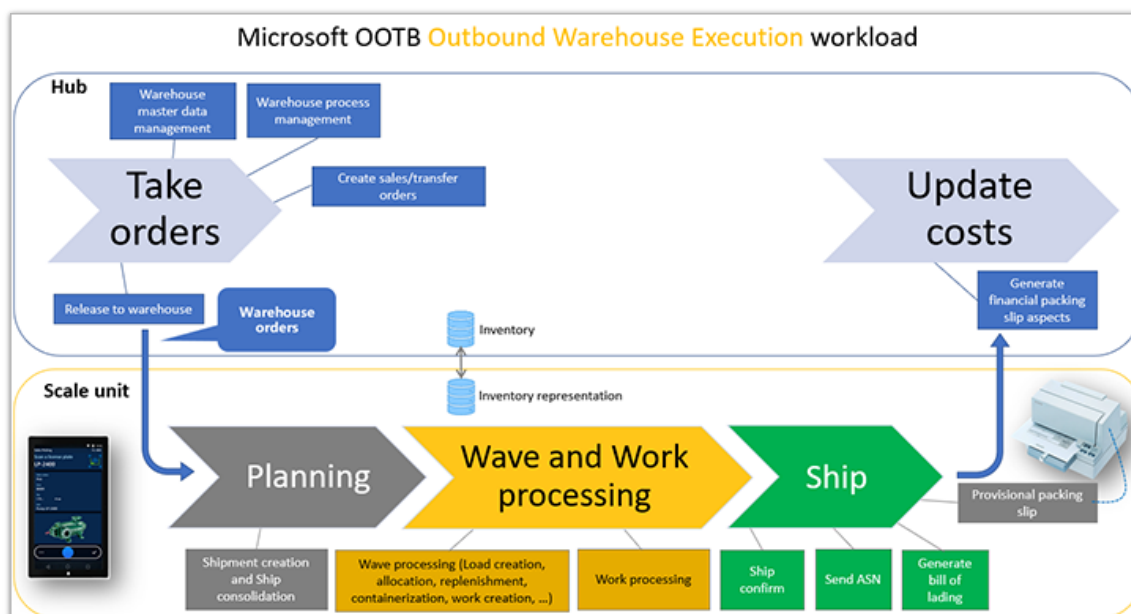 Microsoft OOTB Outbound Warehouse Execution workload
Hub
Warehouse
master data
management
Warehouse process
management
Take
orders
Create sales/transfer
orders
Update
costs
Release to warehouse
Warehouse
orders
Generate
financial packing
slip aspects
Inventory
Scale unit
Inventory representation
Planning
Wave and Work
processing
Ship
Provisional packing
slip
Shipment creation
and Ship
consolidation
Wave processing (Load creation,
allocation, replenishment,
containerization, work creation, ...)
Work processing
Ship
confirm
Send ASN
Generate
bill of
lading